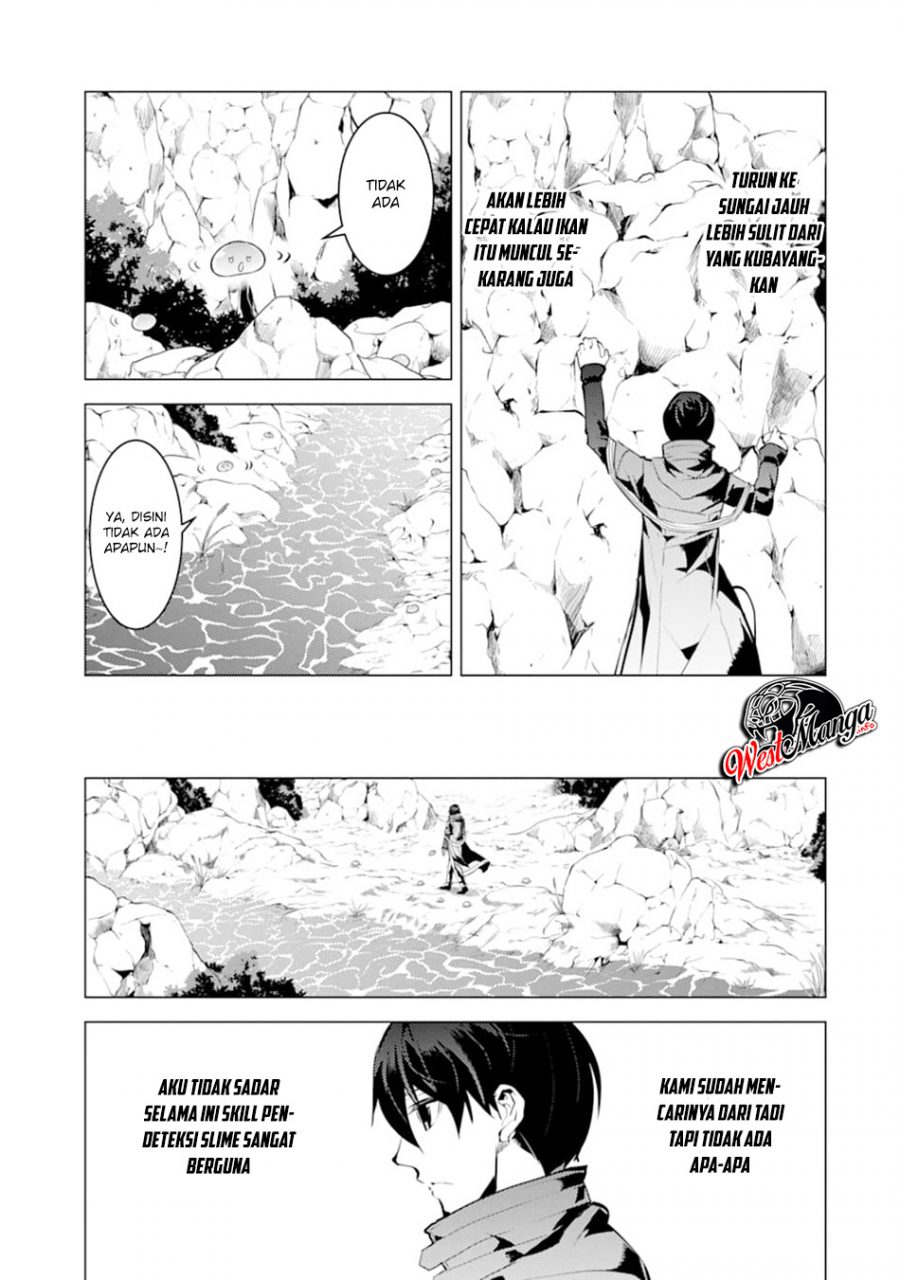 TURUN KE
SUNGAI JAUH
LEBIH SULIT DARI
YANG KUBAYANG-
KAN
AKAN LEBIH
CEPAT KALAU IKAN
ITU MUNCUL SE-
KARANG JUGA
TIDAK
ADA
YA, DISINI
TIDAK ADA
APAPUN~!
WestManga
.info
KAMI SUDAH MEN-
CARINYA DARI TADI
TAPI TIDAK ADA
APA-APA
AKU TIDAK SADAR
SELAMA INI SKILL PEN-
DETEKSI SLIME SANGAT
BERGUNA